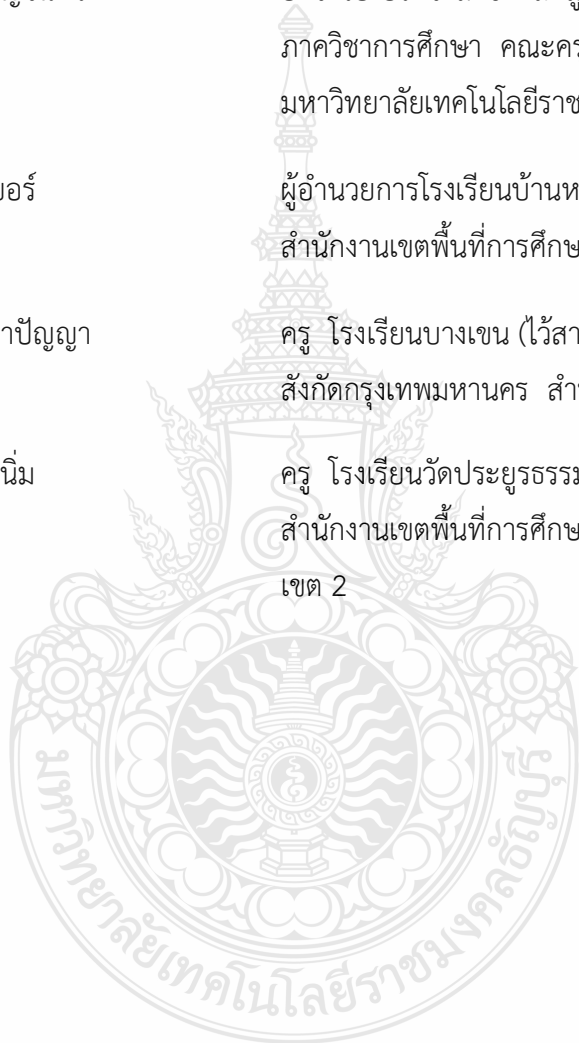 ภาควิชาการศึกษา คณะคร
มหาวิทยาลัยเทคโนโลยีราช
ยอร์ ผู้อำนวยการโรงเรียนบ้านห
สำนักงานเขตพื้นที่การศึกษ
าปัญญา ครู โรงเรียนบางเขน (ไว้สา
สังกัดกรุงเทพมหานคร สำน
นิ่ม ครู โรงเรียนวัดประยูรธรรม
สำนักงานเขตพื้นที่การศึกษ
เขต 2
มหาวิทยาลัยเทคโนโลยีราชมงคลธัญบุรี